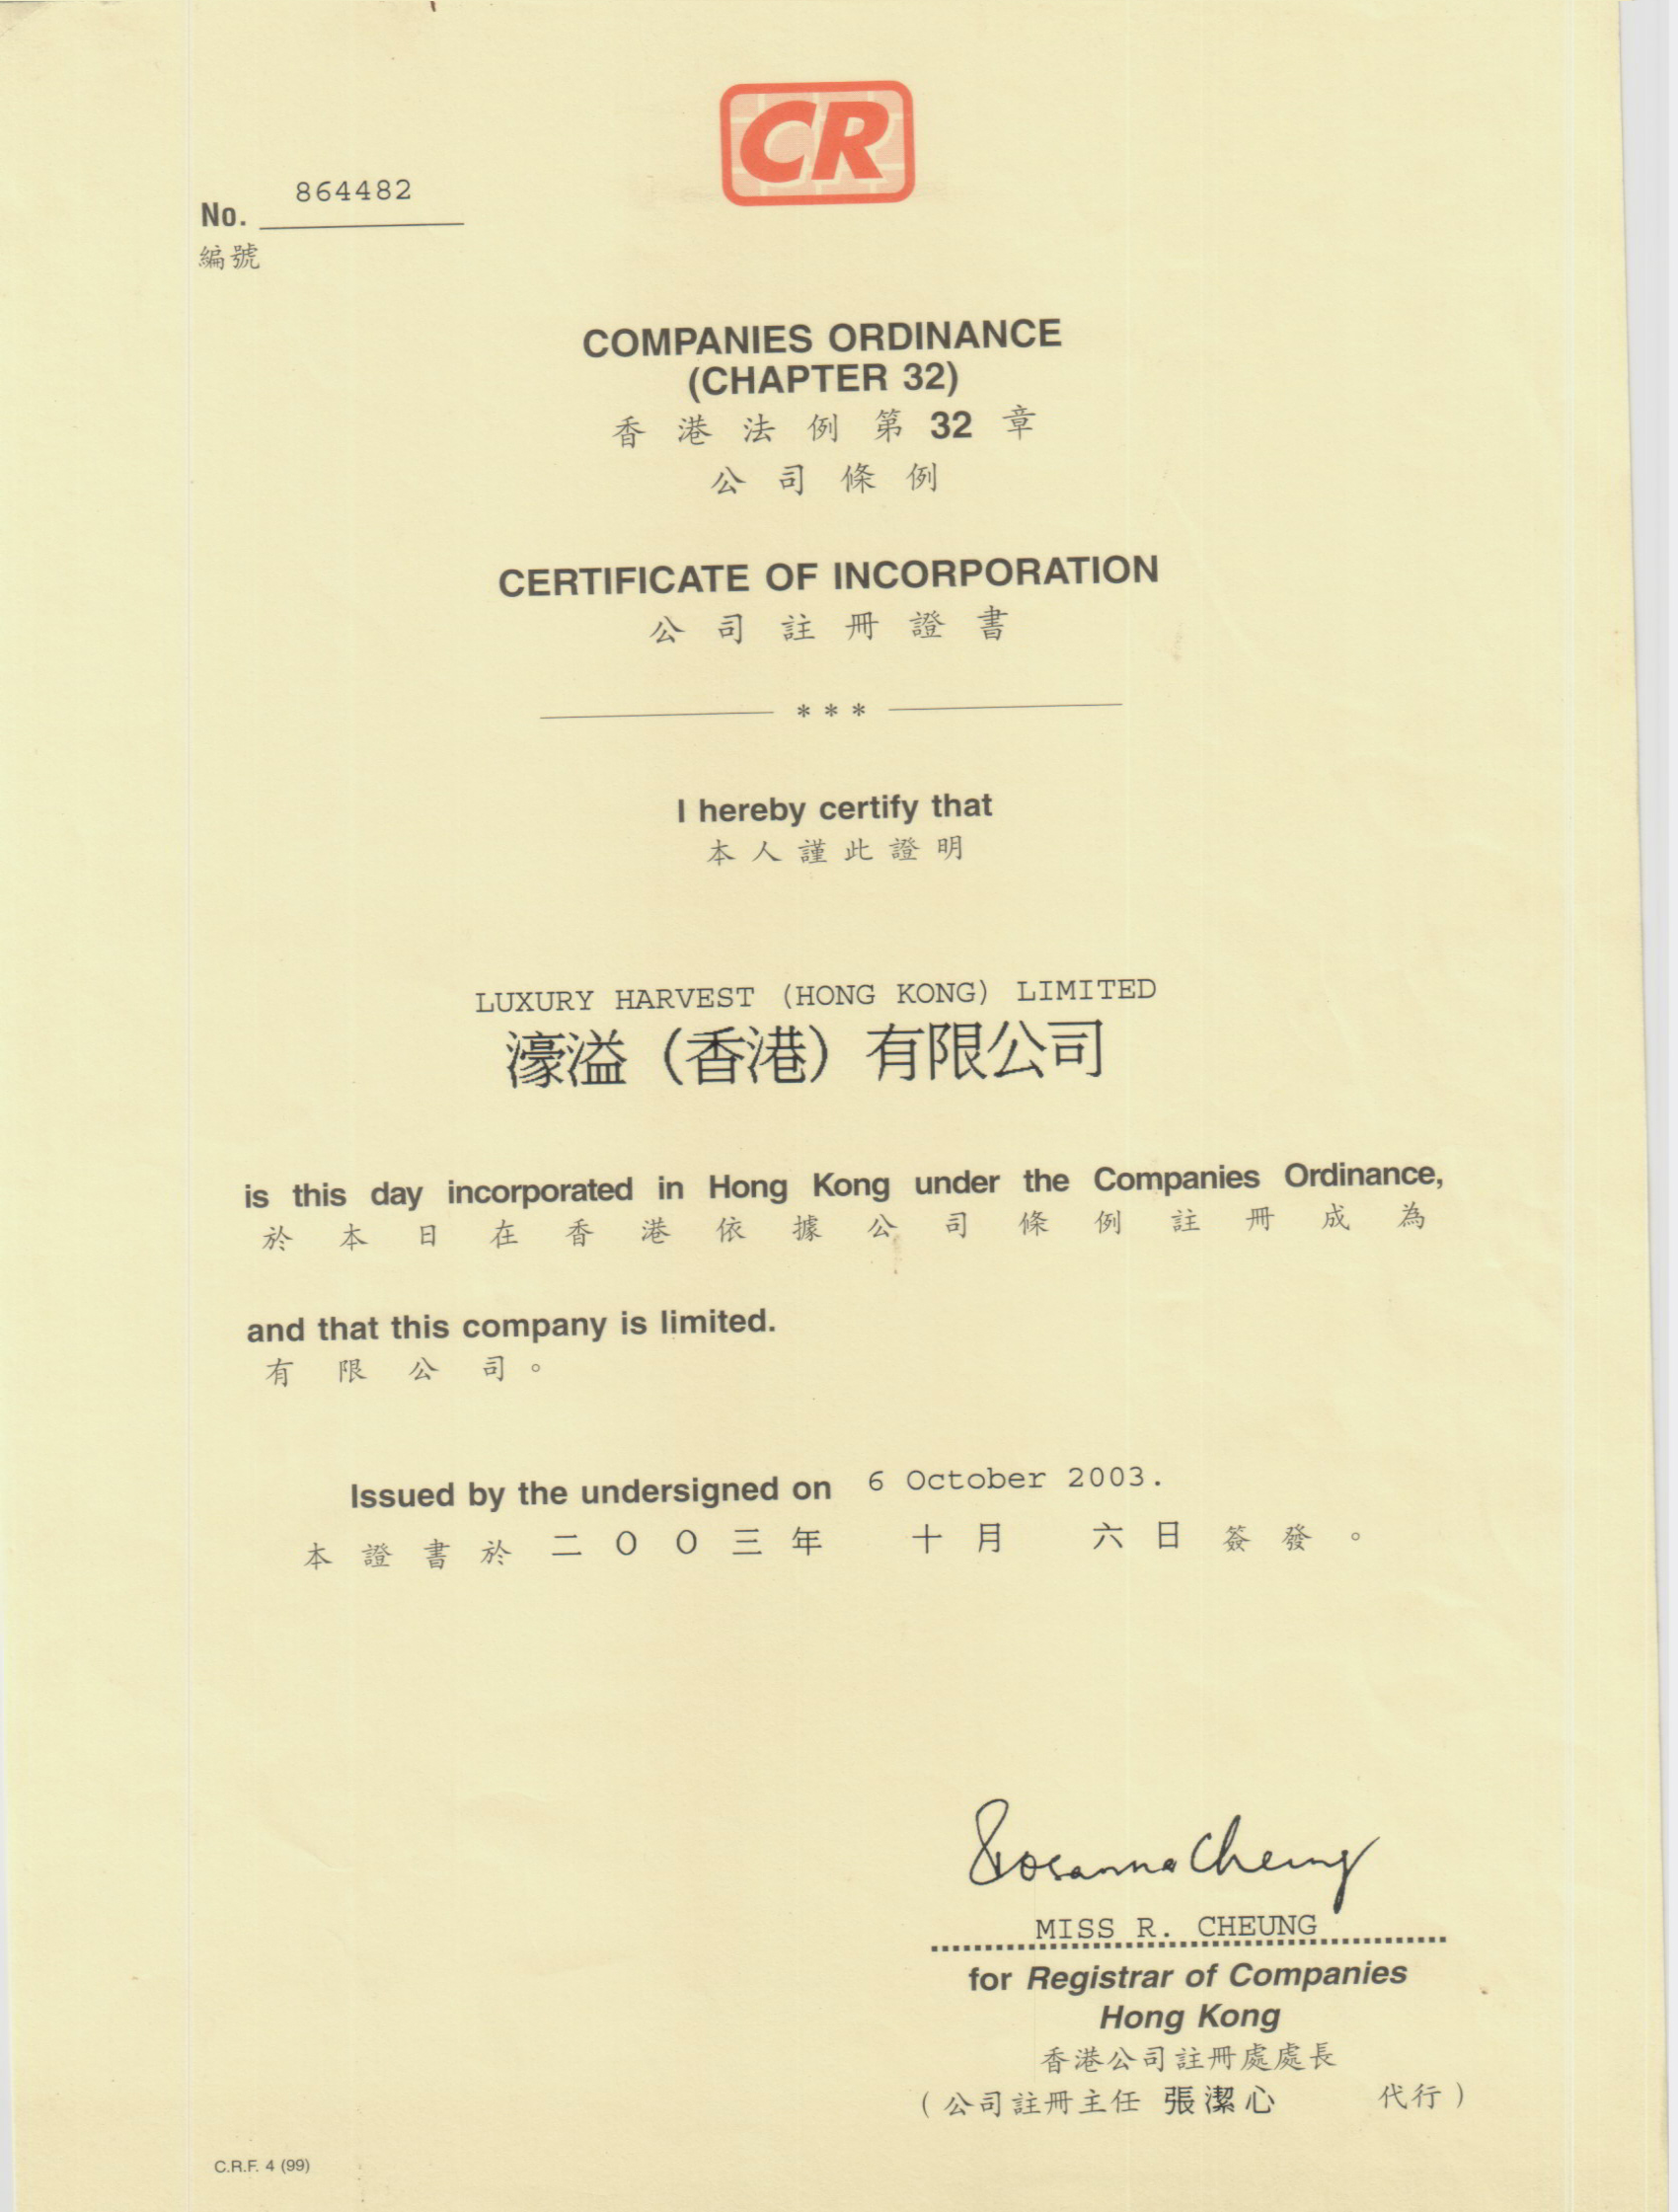 CR
864482
No.
編號
COMPANIES ORDINANCE
(CHAPTER 32)
香港法例第32章
公司條例
CERTIFICATE OF INCORPORATION
公司註冊證書
***
I hereby certify that
本人謹此證明
LUXURY HARVEST (HONG KONG) LIMITED
濠溢（香港）有限公司
is this day incorporated in Hong Kong under the Companies Ordinance,
於本日在香港依據公司條例註冊成為
and that this company is limited.
有限公司。
Issued by the undersigned on 6 October 2003.
本證書於二〇〇三年 十月 六日簽發。
Rosanna Cheung
MISS R. CHEUNG
for Registrar of Companies
Hong Kong
香港公司註冊處處長
(公司註冊主任 張潔心 代行)
C.R.F. 4 (99)